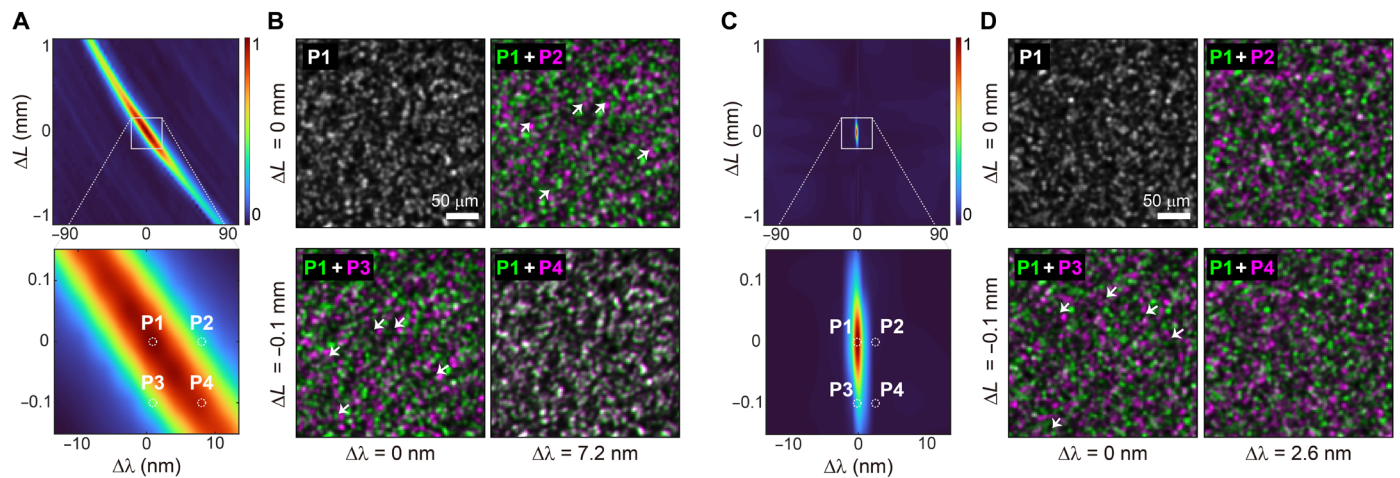 A
ΔL (mm)
1
0
−1
−90
0
90
1
0
0.1
0
−0.1
P1
P2
P3
P4
−10
0
10
Δλ (nm)
B
ΔL = 0 mm
ΔL = −0.1 mm
P1
50 μm
P1 + P2
P1 + P3
P1 + P4
Δλ = 0 nm
Δλ = 7.2 nm
C
ΔL (mm)
1
0
−1
−90
0
90
1
0
0.1
0
−0.1
P1
P2
P3
P4
−10
0
10
Δλ (nm)
D
ΔL = 0 mm
ΔL = −0.1 mm
P1
50 μm
P1 + P2
P1 + P3
P1 + P4
Δλ = 0 nm
Δλ = 2.6 nm